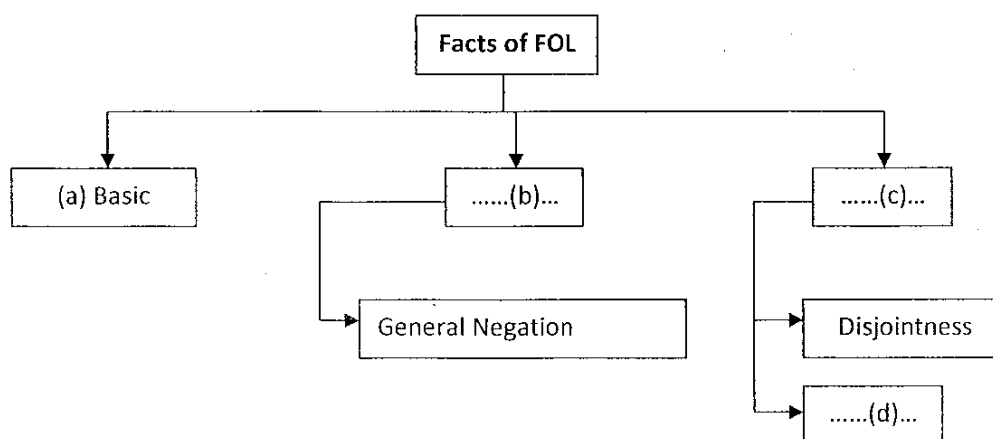 Facts of FOL
(a) Basic
......(b)...
......(c)...
General Negation
Disjointness
......(d)...